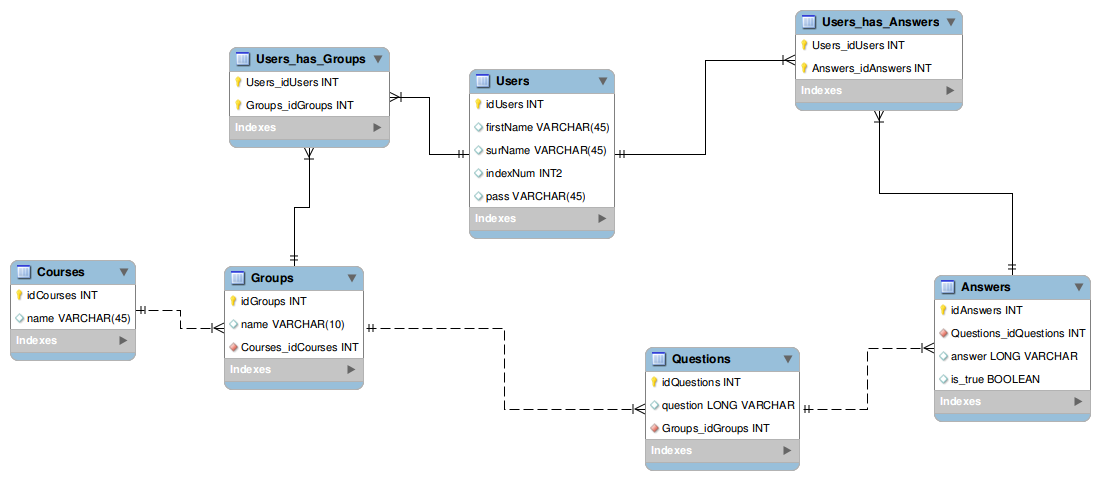 Users_has_Groups
Users_idUsers INT
Groups_idGroups INT
Indexes
Users
idUsers INT
firstName VARCHAR(45)
surName VARCHAR(45)
indexNum INT2
pass VARCHAR(45)
Indexes
Users_has_Answers
Users_idUsers INT
Answers_idAnswers INT
Indexes
Courses
idCourses INT
name VARCHAR(45)
Indexes
Groups
idGroups INT
name VARCHAR(10)
Courses_idCourses INT
Indexes
Questions
idQuestions INT
question LONG VARCHAR
Groups_idGroups INT
Indexes
Answers
idAnswers INT
Questions_idQuestions INT
answer LONG VARCHAR
is_true BOOLEAN
Indexes